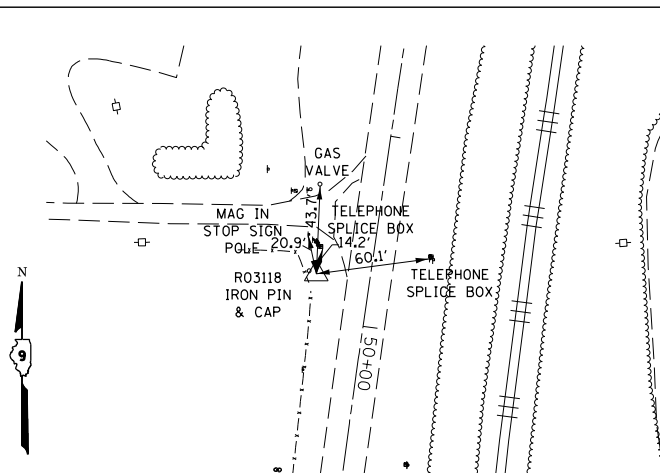 GAS
VALVE
43.7'
MAG IN
STOP SIGN
POLE
20.9'
TELEPHONE
SPLICE BOX
14.2'
60.1'
TELEPHONE
SPLICE BOX
R03118
IRON PIN
& CAP
N
9
50+00